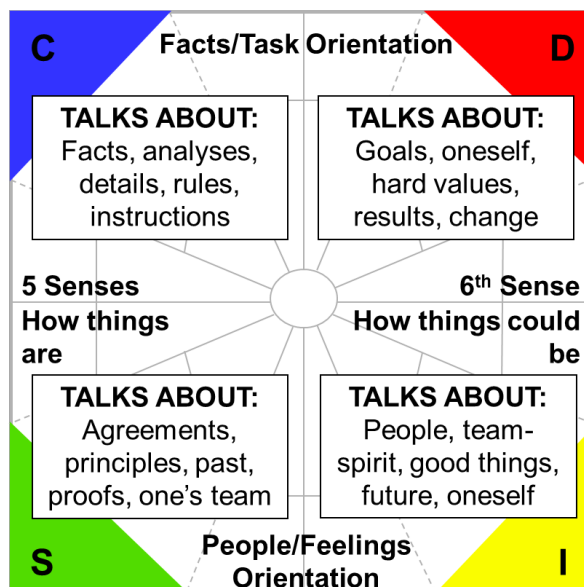 C
Facts/Task Orientation
D
TALKS ABOUT:
Facts, analyses,
details, rules,
instructions
TALKS ABOUT:
Goals, oneself,
hard values,
results, change
5 Senses
How things
are
6th Sense
How things could
be
TALKS ABOUT:
Agreements,
principles, past,
proofs, one's team
TALKS ABOUT:
People, team-
spirit, good things,
future, oneself
S
People/Feelings
Orientation
I